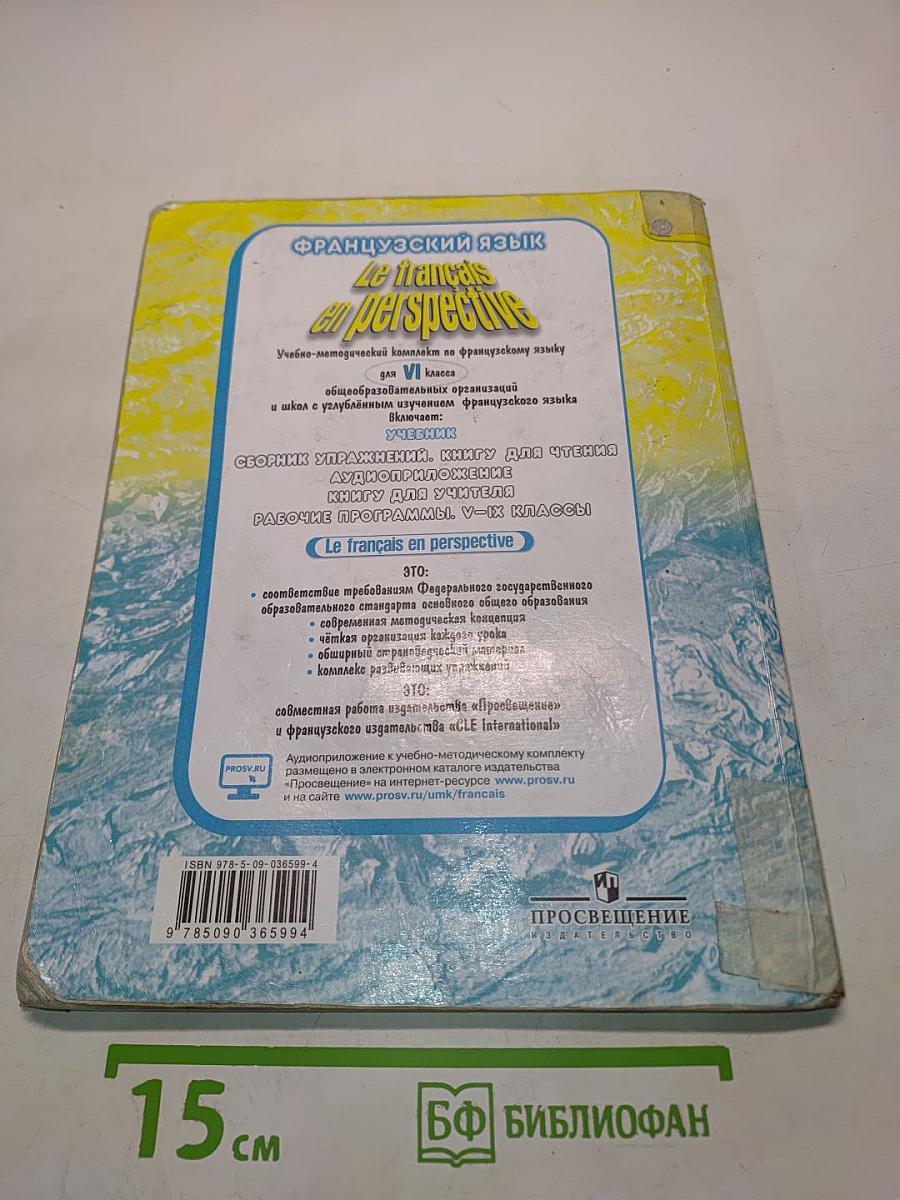 ФРАНЦУЗСКИЙ ЯЗЫК
Le français
en perspective
Учебно-методический комплект по французскому языку
для VI класса
общеобразовательных организаций
и школ с углублённым изучением французского языка
включает:
УЧЕБНИК
СБОРНИК УПРАЖНЕНИЙ. КНИГУ ДЛЯ ЧТЕНИЯ
АУДИОПРИЛОЖЕНИЕ
КНИГУ ДЛЯ УЧИТЕЛЯ
РАБОЧИЕ ПРОГРАММЫ. V–IX КЛАССЫ
Le français en perspective
ЭТО:
• соответствие требованиям Федерального государственного
образовательного стандарта основного общего образования
• современная методическая концепция
• чёткая организация каждого урока
• обширный страноведческий материал
• комплекс развивающих упражнений
ЭТО:
совместная работа издательства «Просвещение»
и французского издательства «CLE International»
PROSV.RU
Аудиоприложение к учебно-методическому комплекту
размещено в электронном каталоге издательства
«Просвещение» на интернет-ресурсе www.prosv.ru
и на сайте www.prosv.ru/umk/francais
ISBN 978-5-09-036599-4
9 785090 365994
ИП
ПРОСВЕЩЕНИЕ
ИЗДАТЕЛЬСТВО
15 см
БФ БИБЛИОФАН